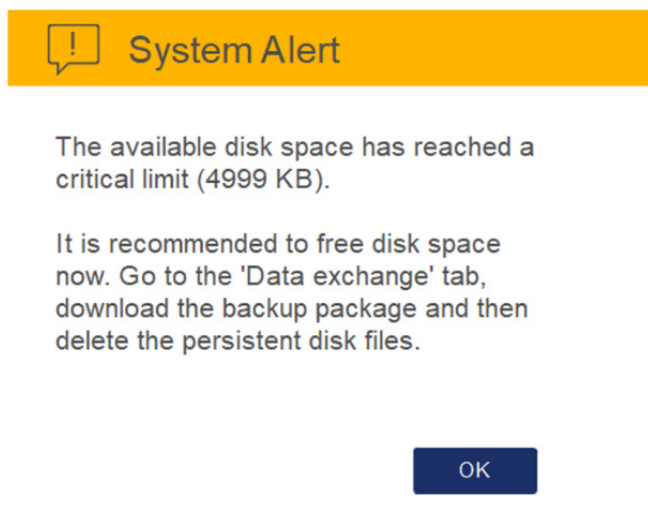 System Alert
The available disk space has reached a
critical limit (4999 KB).
It is recommended to free disk space
now. Go to the 'Data exchange' tab,
download the backup package and then
delete the persistent disk files.
OK